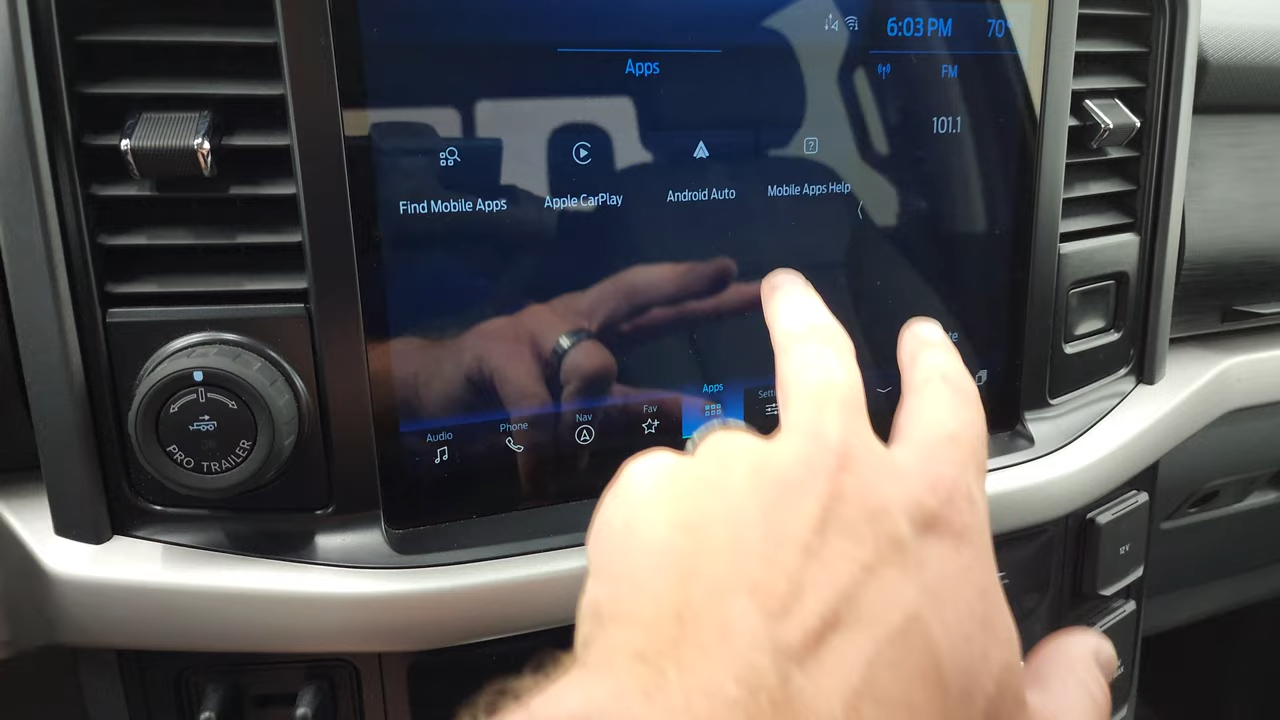 6:03 PM 70°
Apps
FM
101.1
Find Mobile Apps
Apple CarPlay
Android Auto
?
Mobile Apps Help
Audio
Phone
Nav
Fav
Apps
PRO TRAILER
12V